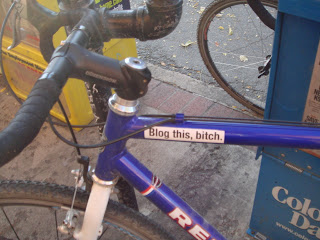 Blog this, bitch.
RE
Colo
Da